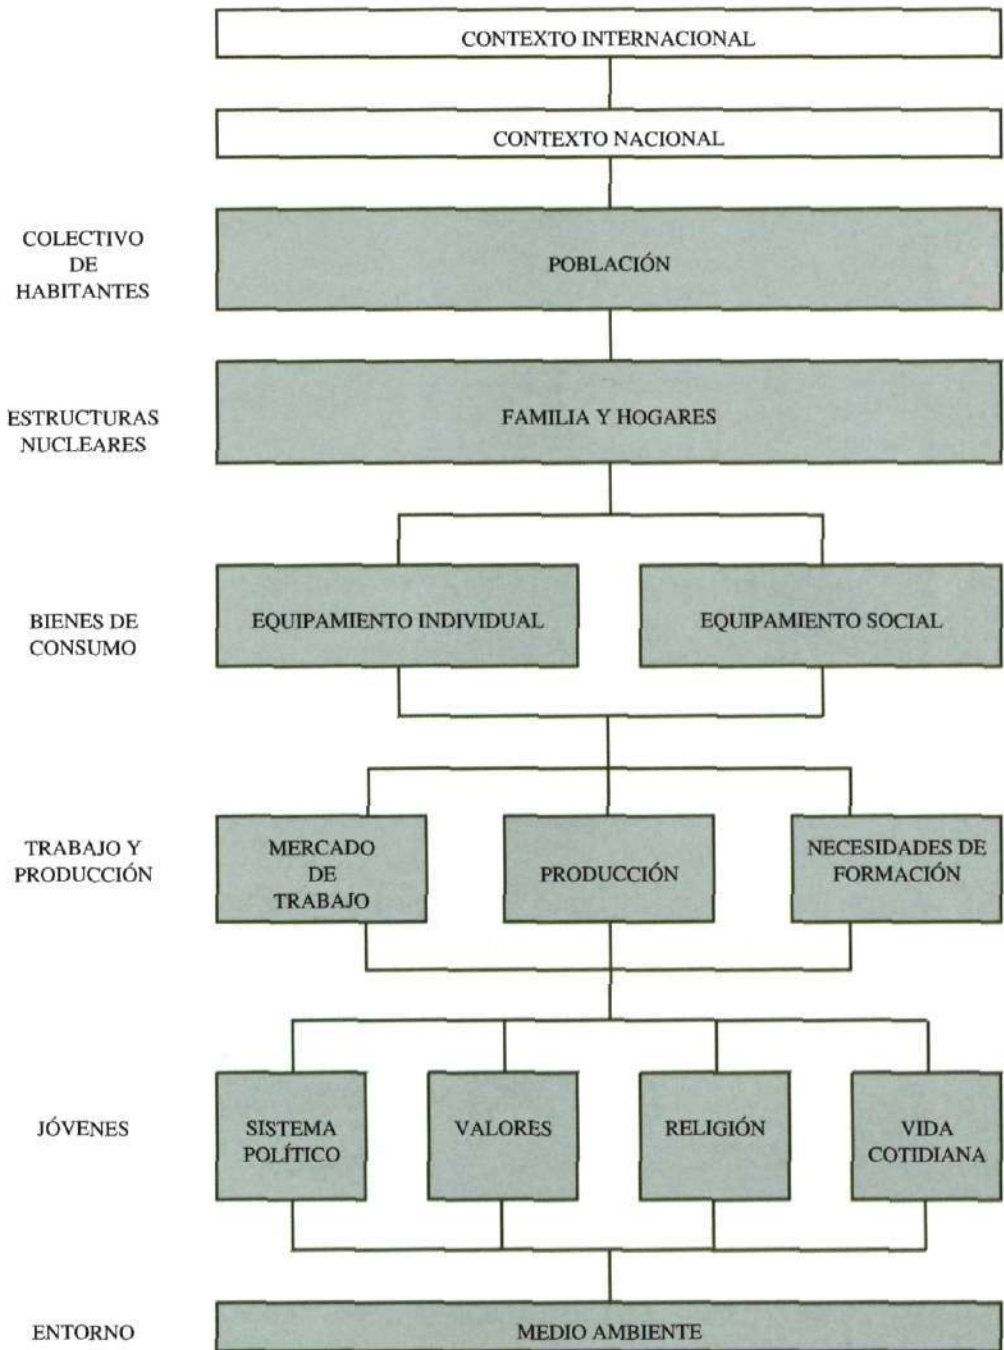 CONTEXTO INTERNACIONAL
CONTEXTO NACIONAL
COLECTIVO
DE
HABITANTES
POBLACIÓN
ESTRUCTURAS
NUCLEARES
FAMILIA Y HOGARES
BIENES DE
CONSUMO
EQUIPAMIENTO INDIVIDUAL
EQUIPAMIENTO SOCIAL
TRABAJO Y
PRODUCCIÓN
MERCADO
DE
TRABAJO
PRODUCCIÓN
NECESIDADES DE
FORMACIÓN
JÓVENES
SISTEMA
POLÍTICO
VALORES
RELIGIÓN
VIDA
COTIDIANA
ENTORNO
MEDIO AMBIENTE